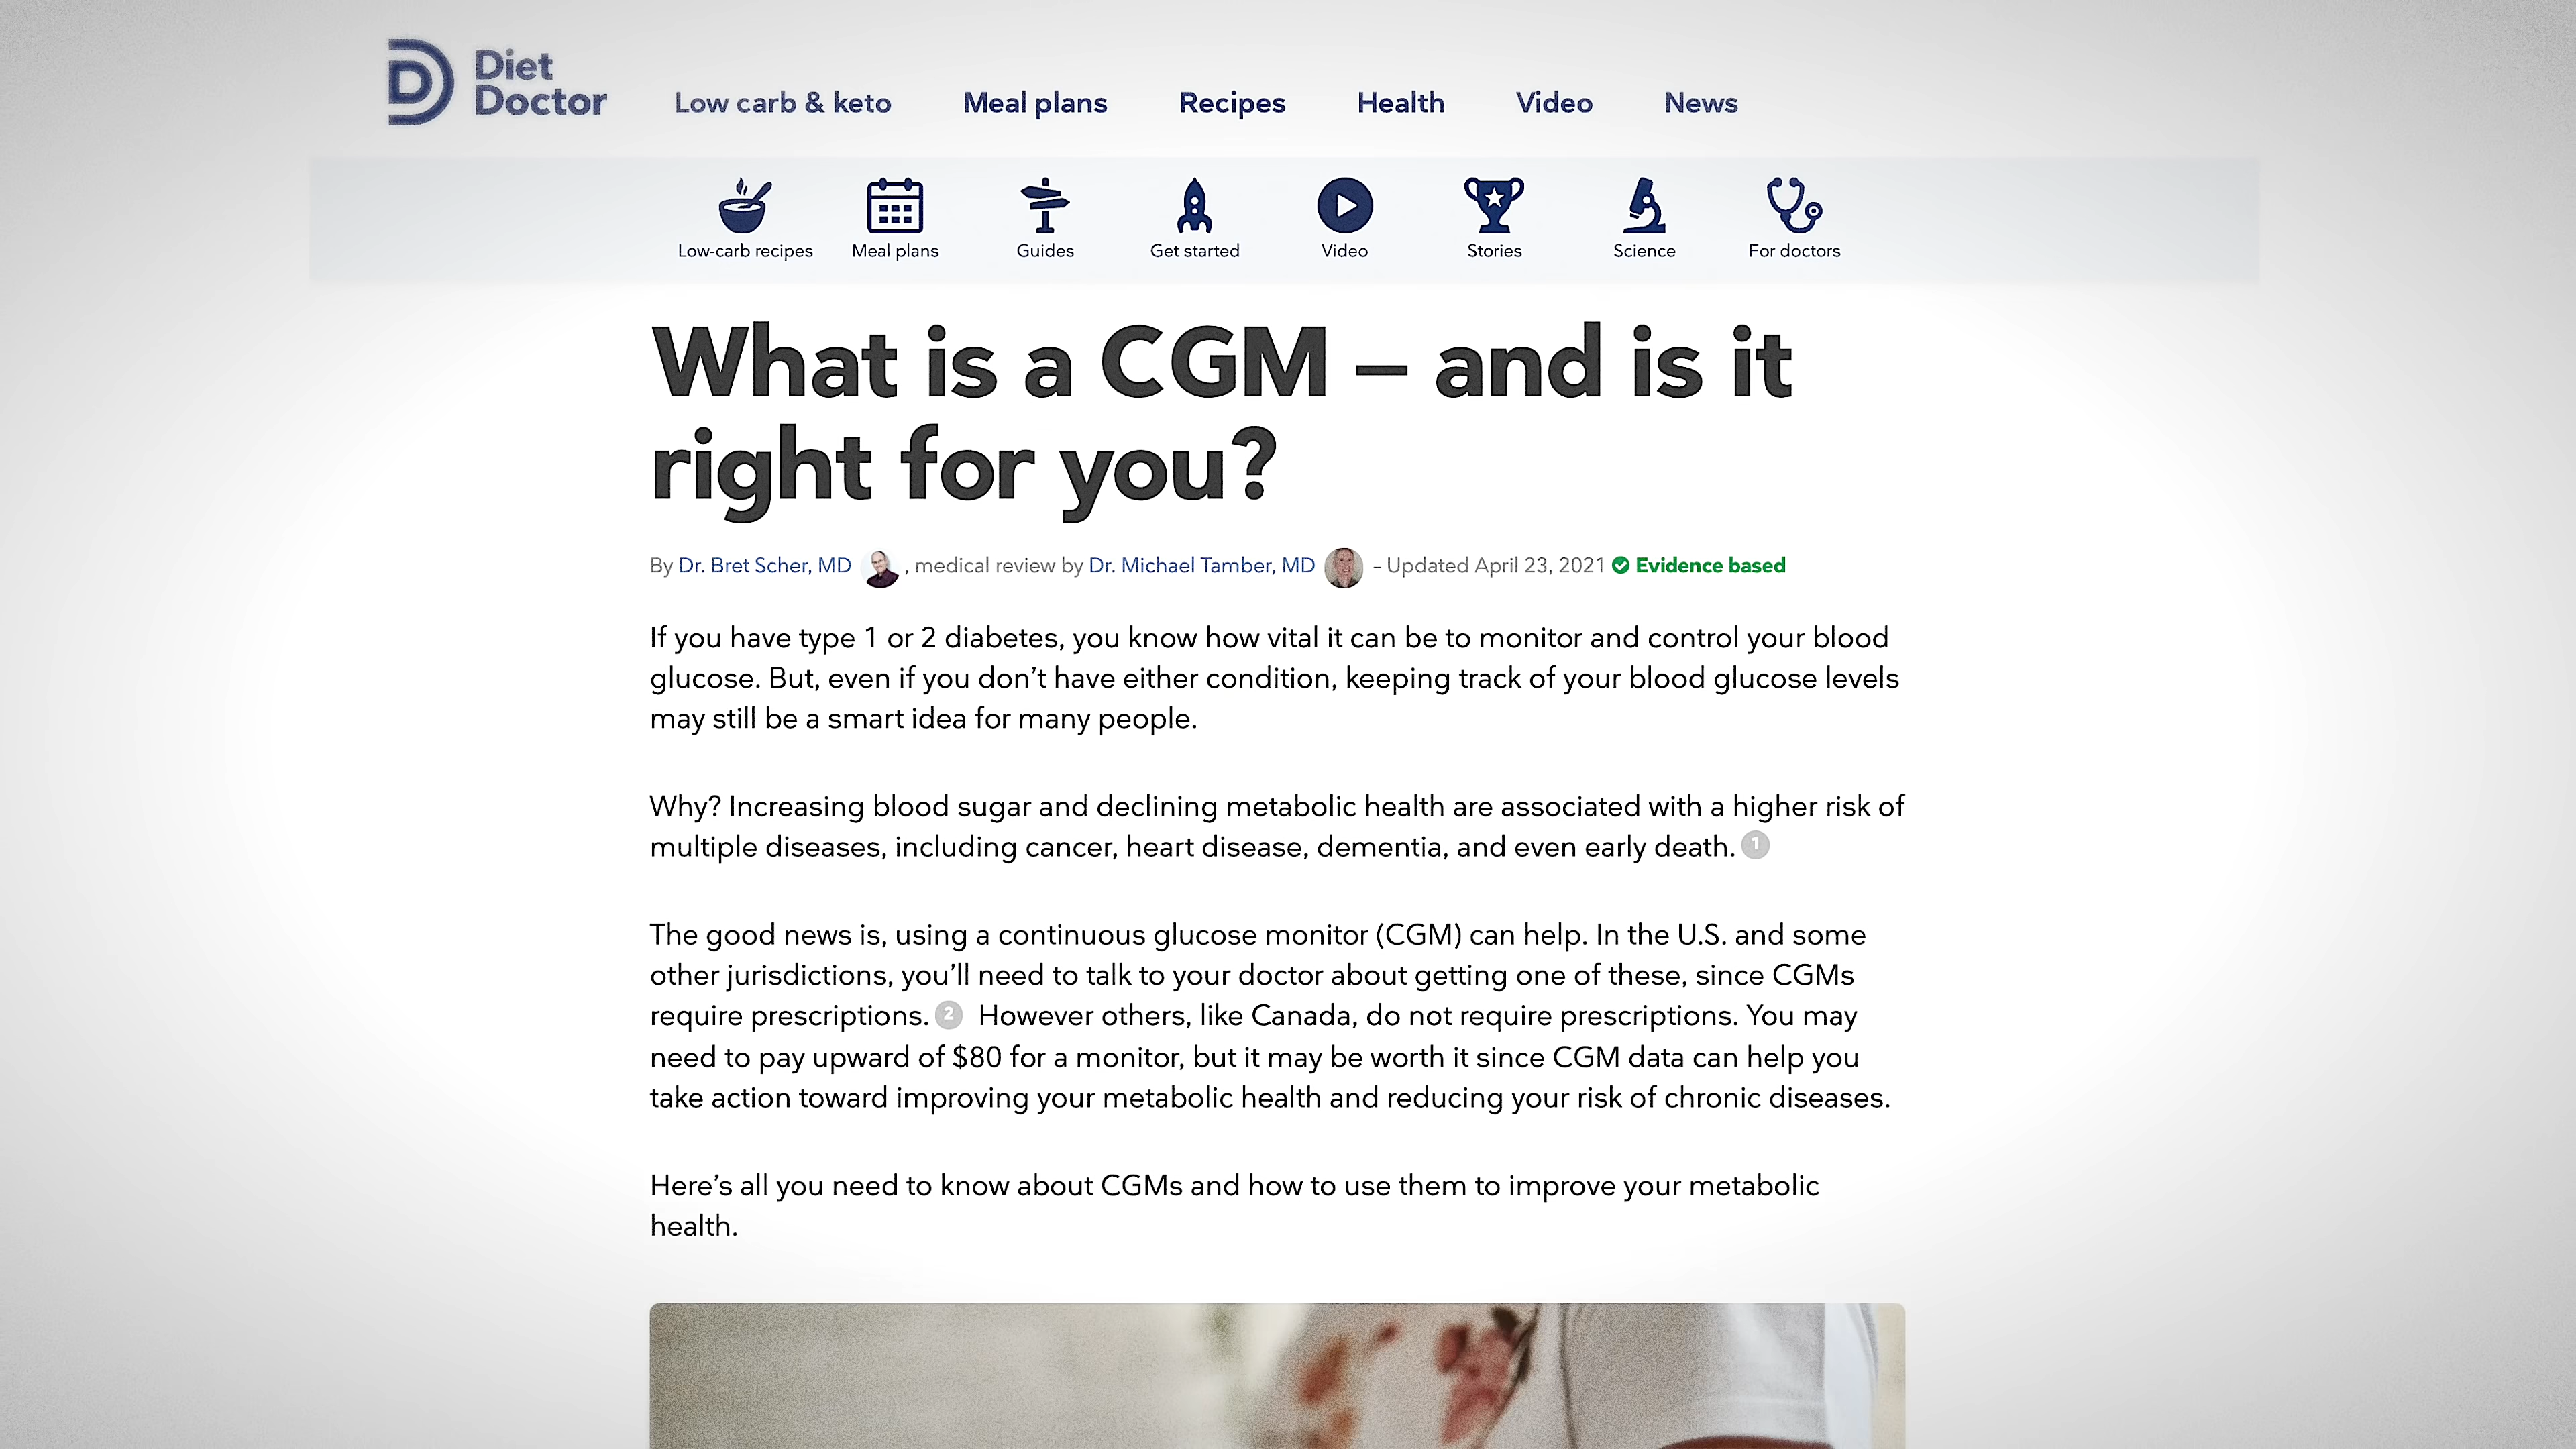 Diet
Doctor
Low carb & keto
Meal plans
Recipes
Health
Video
News
Low-carb recipes
Meal plans
Guides
Get started
Video
Stories
Science
For doctors
What is a CGM – and is it
right for you?
By Dr. Bret Scher, MD , medical review by Dr. Michael Tamber, MD – Updated April 23, 2021 Evidence based
If you have type 1 or 2 diabetes, you know how vital it can be to monitor and control your blood
glucose. But, even if you don’t have either condition, keeping track of your blood glucose levels
may still be a smart idea for many people.
Why? Increasing blood sugar and declining metabolic health are associated with a higher risk of
multiple diseases, including cancer, heart disease, dementia, and even early death. 1
The good news is, using a continuous glucose monitor (CGM) can help. In the U.S. and some
other jurisdictions, you’ll need to talk to your doctor about getting one of these, since CGMs
require prescriptions. 2 However others, like Canada, do not require prescriptions. You may
need to pay upward of $80 for a monitor, but it may be worth it since CGM data can help you
take action toward improving your metabolic health and reducing your risk of chronic diseases.
Here’s all you need to know about CGMs and how to use them to improve your metabolic
health.